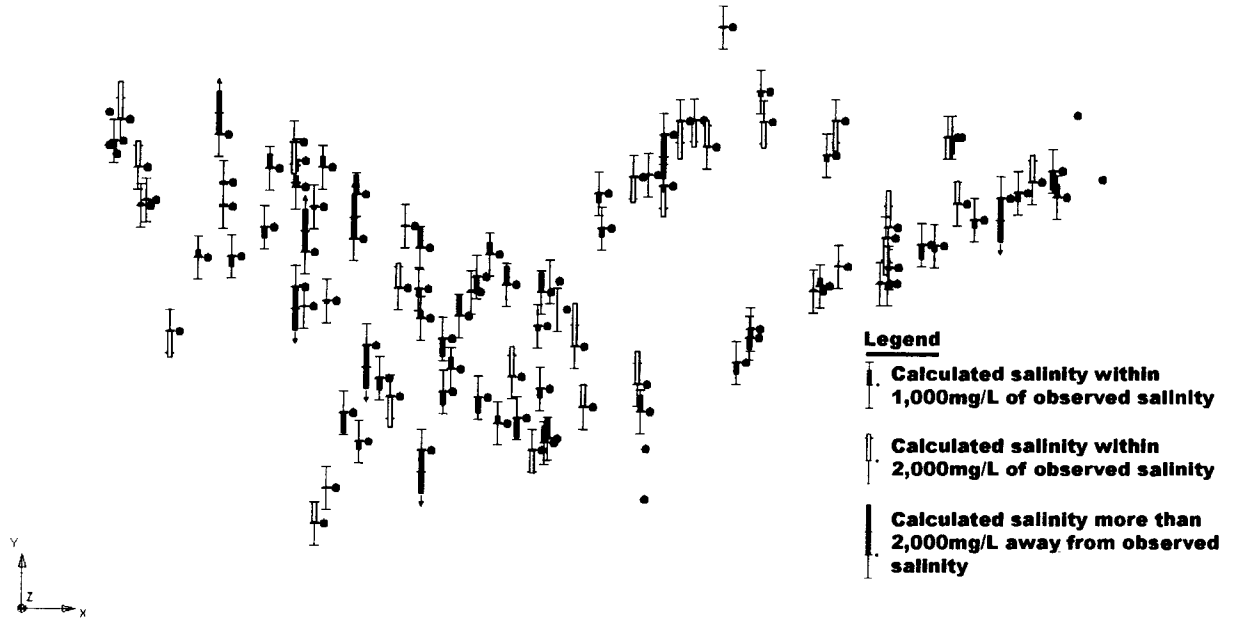 Legend
Calculated salinity within
1,000mg/L of observed salinity
Calculated salinity within
2,000mg/L of observed salinity
Calculated salinity more than
2,000mg/L away from observed
salinity
Y
Z
X